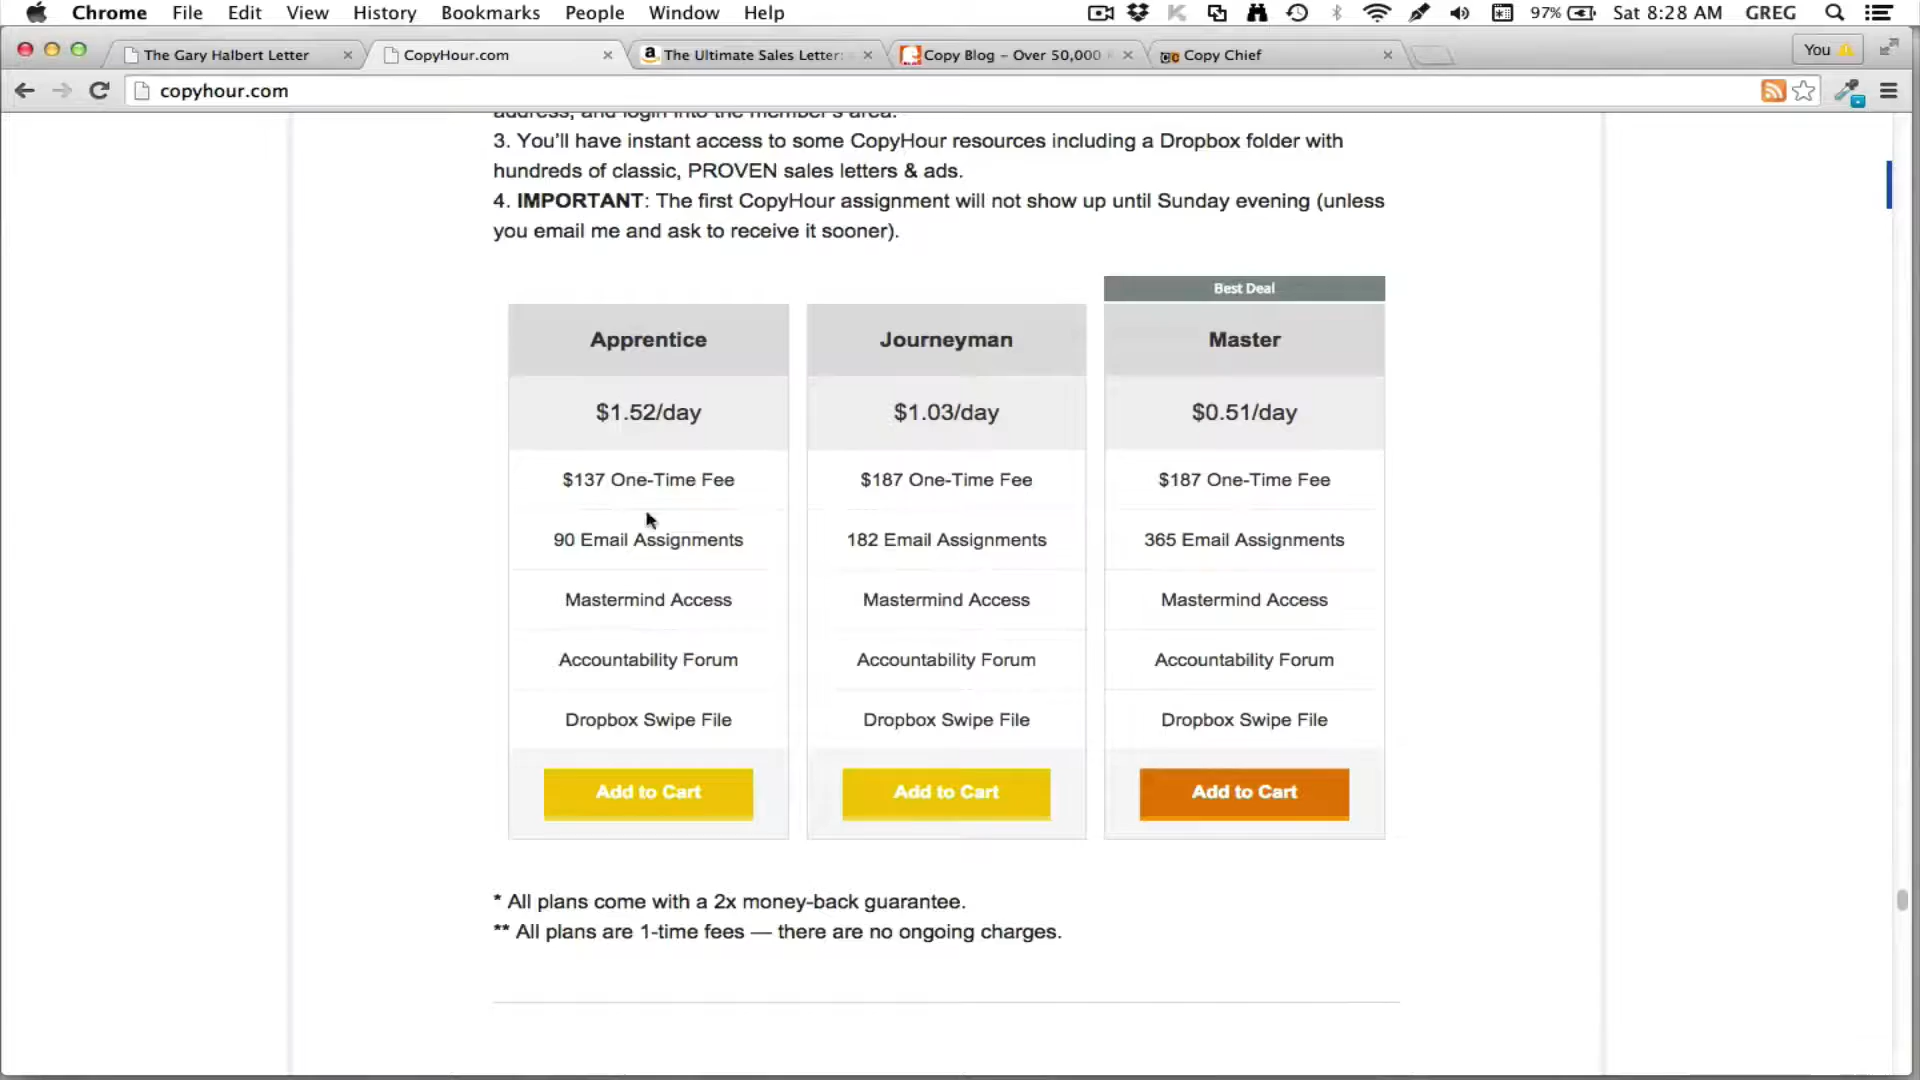 Chrome File Edit View History Bookmarks People Window Help 97% Sat 8:28 AM GREG
The Gary Halbert Letter CopyHour.com The Ultimate Sales Letter: Copy Blog – Over 50,000 Copy Chief You
copyhour.com
address, and login into the member's area.
3. You'll have instant access to some CopyHour resources including a Dropbox folder with
hundreds of classic, PROVEN sales letters & ads.
4. IMPORTANT: The first CopyHour assignment will not show up until Sunday evening (unless
you email me and ask to receive it sooner).
Best Deal
Apprentice Journeyman Master
$1.52/day $1.03/day $0.51/day
$137 One-Time Fee $187 One-Time Fee $187 One-Time Fee
90 Email Assignments 182 Email Assignments 365 Email Assignments
Mastermind Access Mastermind Access Mastermind Access
Accountability Forum Accountability Forum Accountability Forum
Dropbox Swipe File Dropbox Swipe File Dropbox Swipe File
Add to Cart Add to Cart Add to Cart
* All plans come with a 2x money-back guarantee.
** All plans are 1-time fees — there are no ongoing charges.